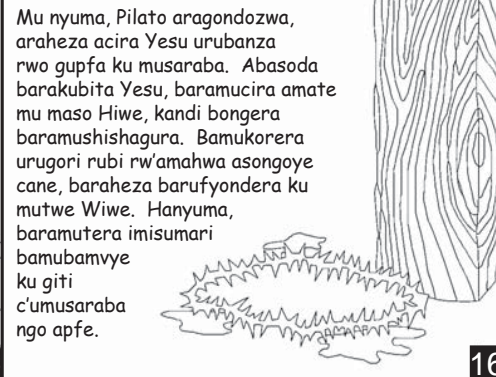 Mu nyuma, Pilato aragondozwa,
araheza acira Yesu urubanza
rwo gupfa ku musaraba. Abasoda
barakubita Yesu, baramucira amate
mu maso Hiwe, kandi bongera
baramushishagura. Bamukorera
urugori rubi rw'amahwa asongoye
cane, baraheza barufyondera ku
mutwe Wiwe. Hanyuma,
baramutera imisumari
bamubamvye
ku giti
c'umusaraba
ngo apfe.
16